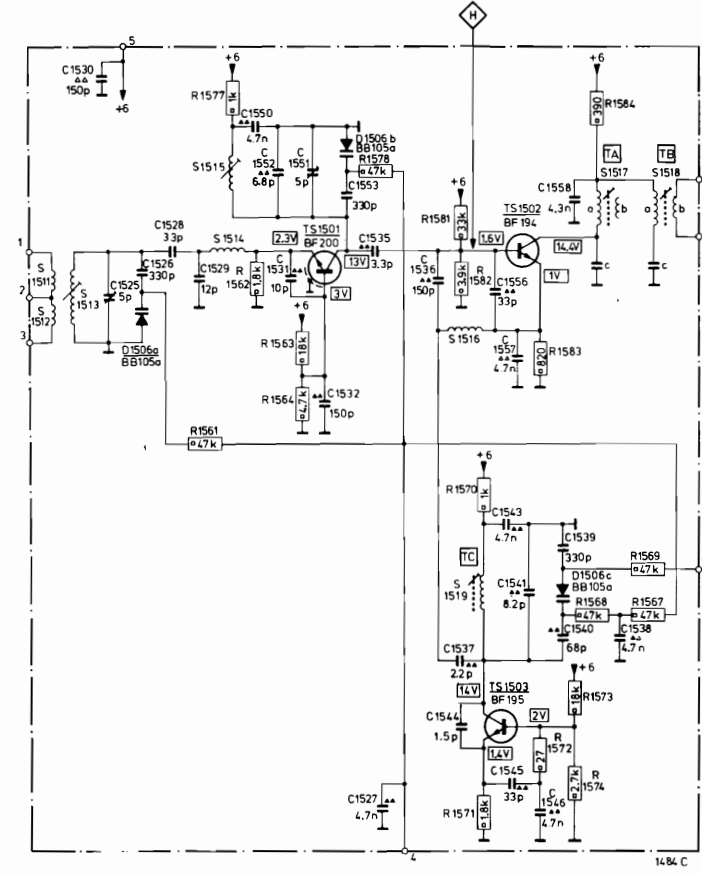 H
5
C1530
150p
+6
+6
R1577
1k
C1550
4.7n
S1515
C
1552
6.8p
C
1551
5p
D1506b
BB105a
R1578
47k
C1553
330p
+6
R1584
390
TA
TB
S1517
S1518
a
b
a
b
c
c
C1558
4.3n
+6
R1581
33k
TS1502
BF 194
1.6V
14.4V
1V
1
2
3
S
1511
S
1512
S
1513
C1525
5p
C1526
330p
D1506a
BB105a
C1528
33p
C1529
12p
S1514
R
1562
1.8k
2.3V
C
1531
10p
TS1501
BF200
13V
3V
C1535
3.3p
C
1536
150p
3.9k
R
1582
C1556
33p
S1516
C
1557
4.7n
820
R1583
+6
R1563
18k
R1564
4.7k
C1532
150p
R1561
47k
+6
R1570
1k
C1543
4.7n
TC
S
1519
C1541
8.2p
C1539
330p
D1506c
BB105a
R1569
47k
R1568
47k
R1567
47k
C1540
68p
C1538
4.7n
C1537
2.2p
14V
TS1503
BF195
2V
1.4V
+6
18k
R1573
C1544
1.5p
27
R
1572
C1545
33p
C
1546
4.7n
2.7k
R
1574
R1571
1.8k
C1527
4.7n
4
1484 C